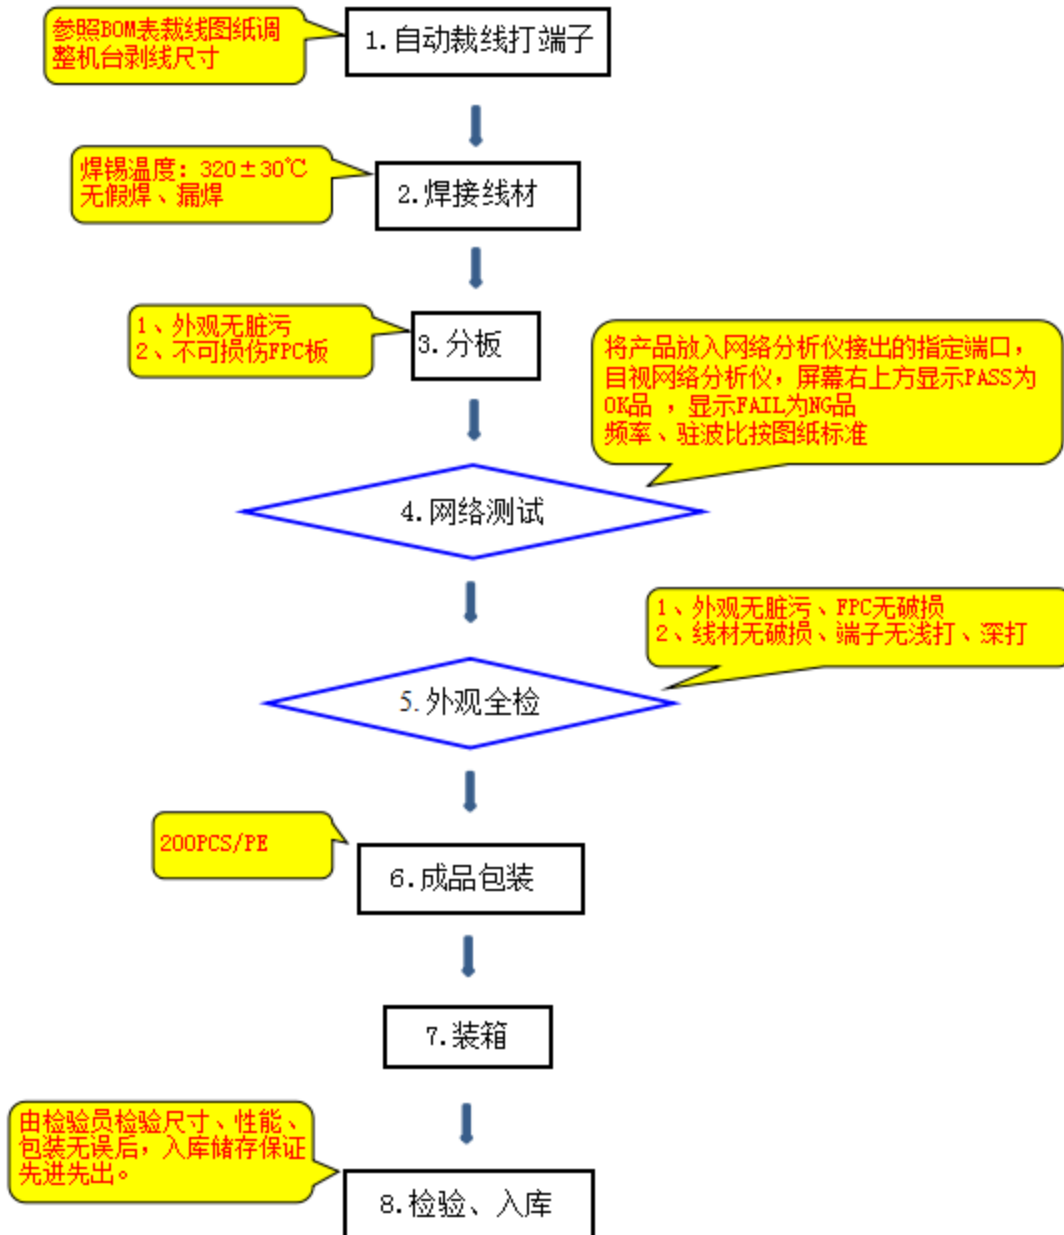 参照BOM表裁线图纸调
整机台剥线尺寸
1.自动裁线打端子
焊锡温度：320±30℃
无假焊、漏焊
2.焊接线材
1、外观无脏污
2、不可损伤FPC板
3.分板
将产品放入网络分析仪接出的指定端口，
目视网络分析仪，屏幕右上方显示PASS为
OK品 ，显示FAIL为NG品
频率、驻波比按图纸标准
4.网络测试
1、外观无脏污、FPC无破损
2、线材无破损、端子无浅打、深打
5.外观全检
200PCS/PE
6.成品包装
7.装箱
由检验员检验尺寸、性能、
包装无误后，入库储存保证
先进先出。
8.检验、入库